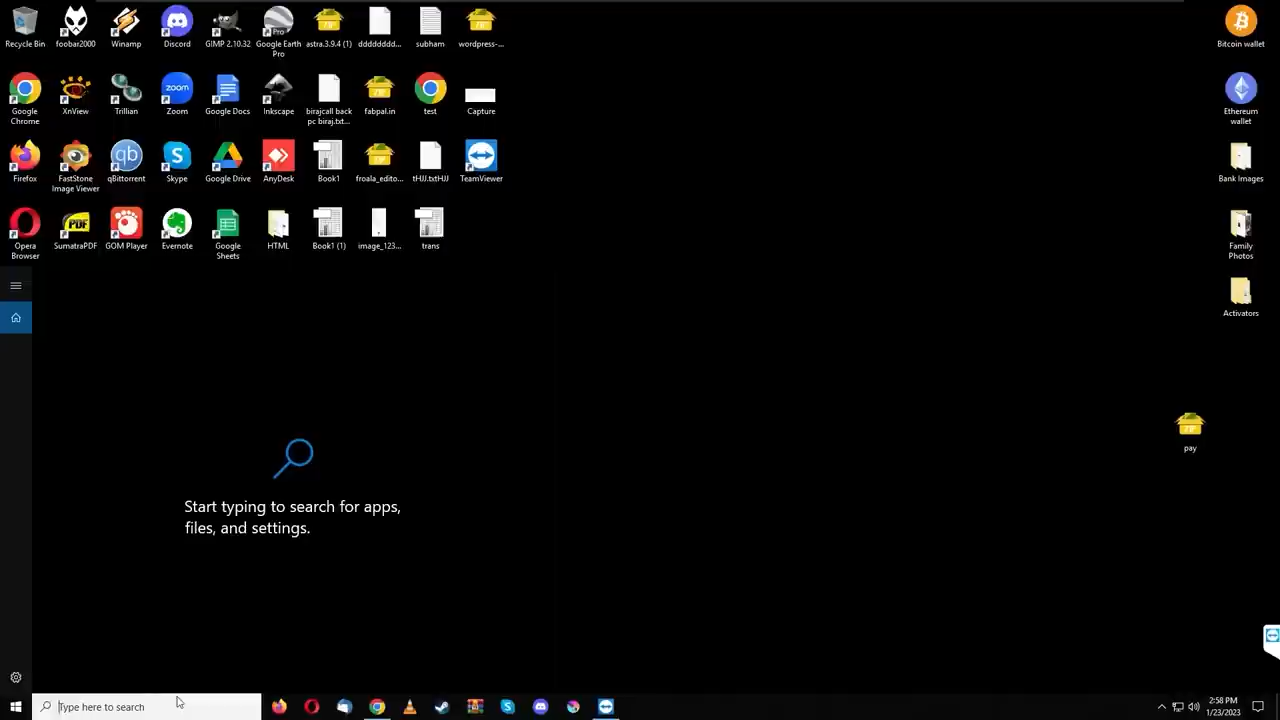 Recycle Bin
foobar2000
Winamp
Discord
GIMP 2.10.32
Google Earth
Pro
astra.3.9.4 (1)
dddddddd...
subham
wordpress-...
Bitcoin wallet
Google
Chrome
XnView
Trillian
Zoom
Google Docs
Inkscape
birajcall back
pc biraj.txt...
fabpal.in
test
Capture
Ethereum
wallet
Firefox
FastStone
Image Viewer
qBittorrent
Skype
Google Drive
AnyDesk
Book1
froala_edito...
tHJJ.txtHJJ
TeamViewer
Bank Images
Opera
Browser
SumatraPDF
GOM Player
Evernote
Google
Sheets
HTML
Book1 (1)
image_123...
trans
Family
Photos
Activators
pay
Start typing to search for apps,
files, and settings.
Type here to search
2:58 PM
1/23/2023